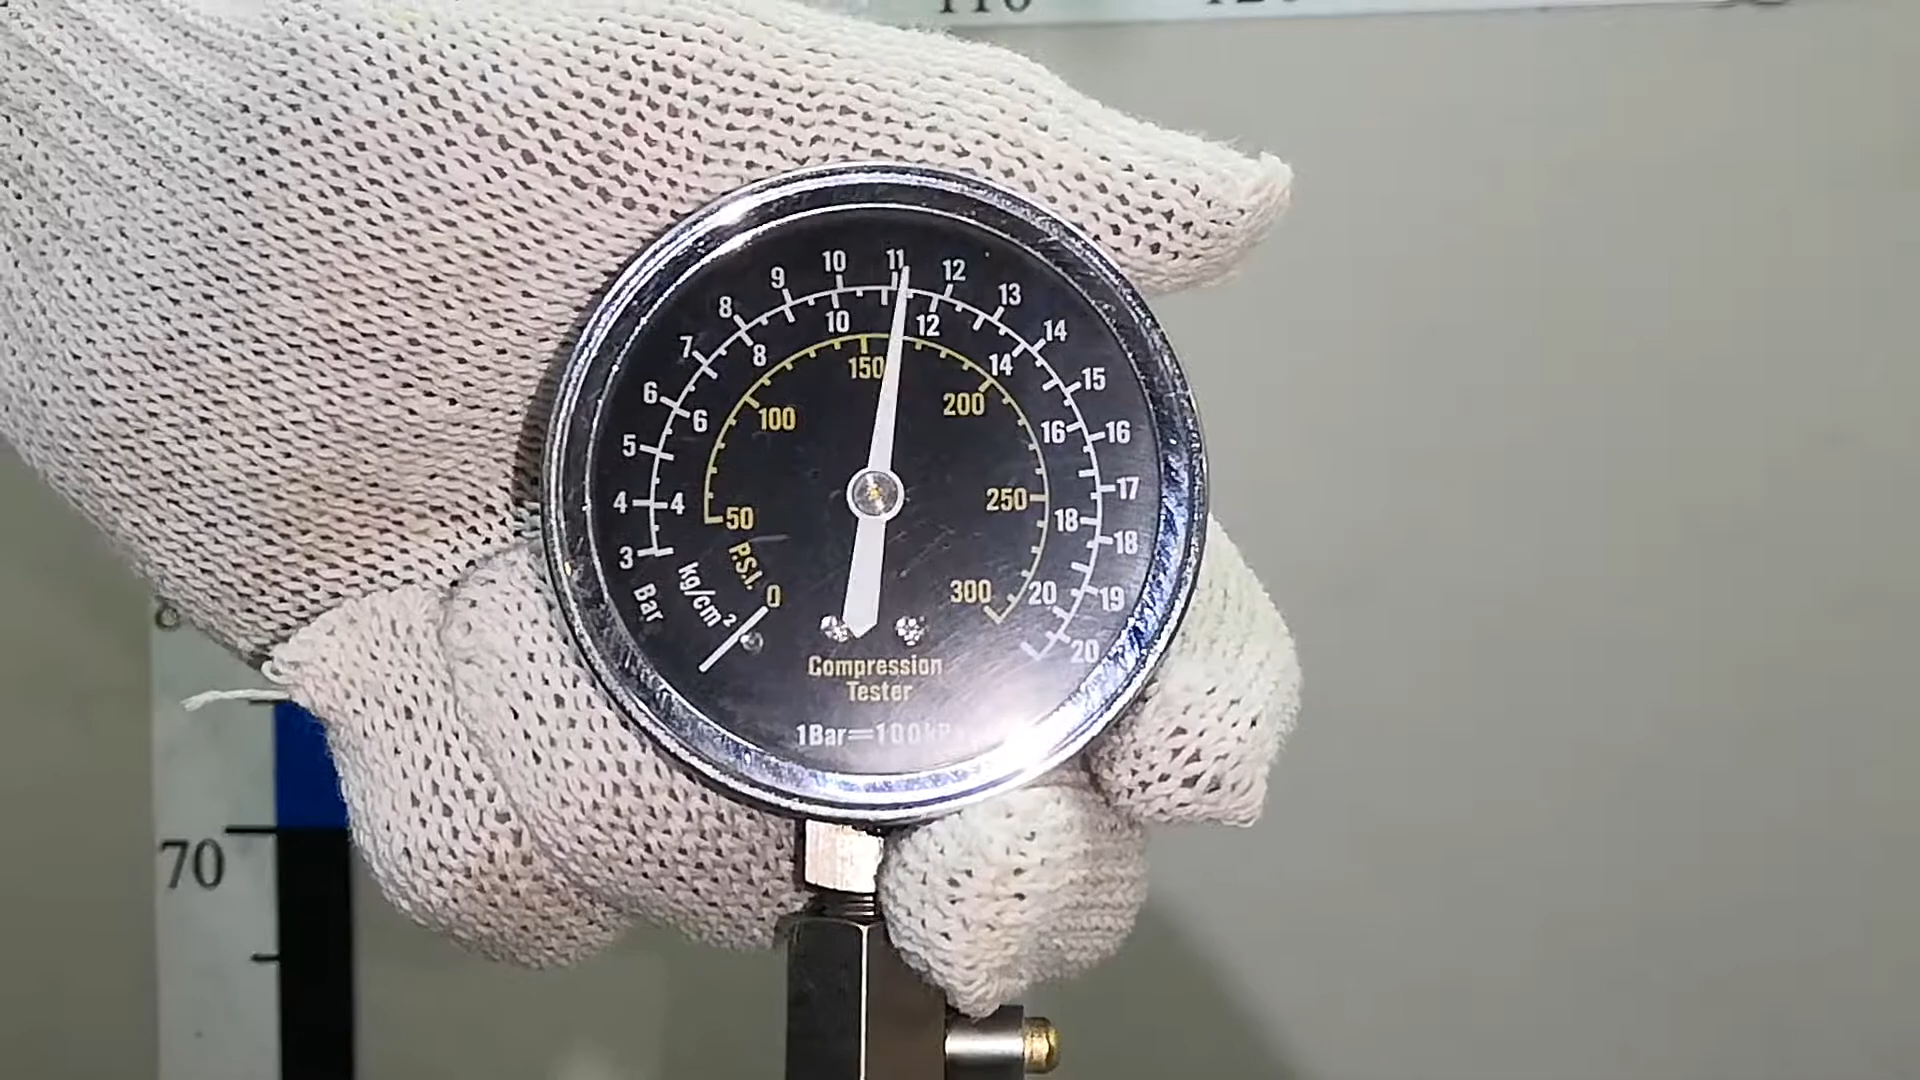 110
120
3 4 5 6 7 8 9 10 11 12 13 14 15 16 17 18 19 20
Bar
4 6 8 10 12 14 16 18 20
kg/cm²
0 50 100 150 200 250 300
P.S.I.
Compression
Tester
1Bar=100kP
70